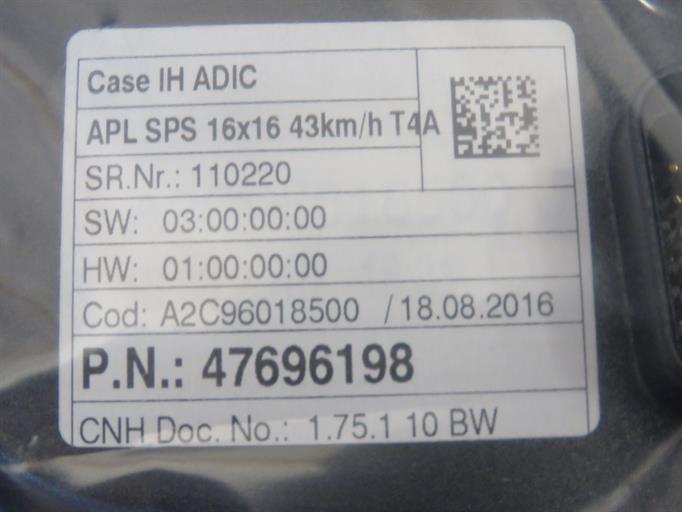 Case IH ADIC
APL SPS 16x16 43km/h T4A
SR.Nr.: 110220
SW: 03:00:00:00
HW: 01:00:00:00
Cod: A2C96018500 / 18.08.2016
P.N.: 47696198
CNH Doc. No.: 1.75.1 10 BW